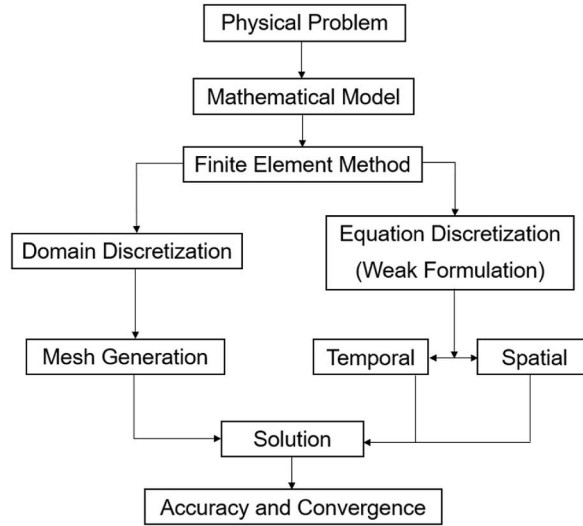 Physical Problem
Mathematical Model
Finite Element Method
Domain Discretization
Equation Discretization
(Weak Formulation)
Mesh Generation
Temporal
Spatial
Solution
Accuracy and Convergence